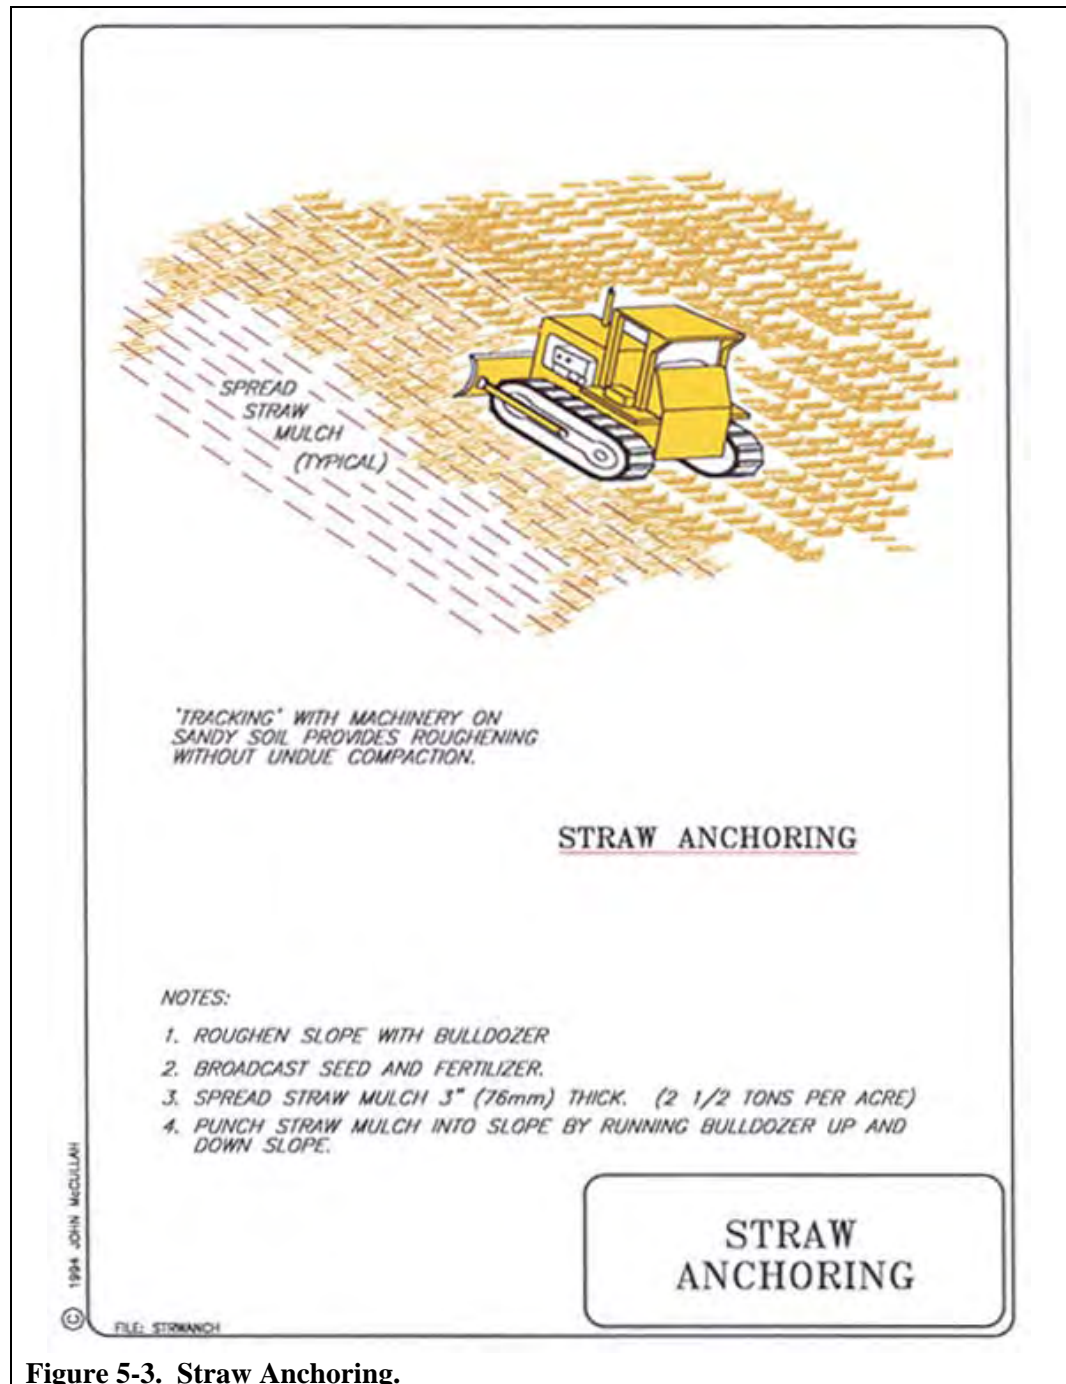 SPREAD
STRAW
MULCH
(TYPICAL)
"TRACKING" WITH MACHINERY ON
SANDY SOIL PROVIDES ROUGHENING
WITHOUT UNDUE COMPACTION.
STRAW ANCHORING
NOTES:
1. ROUGHEN SLOPE WITH BULLDOZER
2. BROADCAST SEED AND FERTILIZER.
3. SPREAD STRAW MULCH 3" (76mm) THICK. (2 1/2 TONS PER ACRE)
4. PUNCH STRAW MULCH INTO SLOPE BY RUNNING BULLDOZER UP AND
DOWN SLOPE.
© 1994 JOHN McCULLAH
STRAW
ANCHORING
FILE: STRWANCH
Figure 5-3. Straw Anchoring.